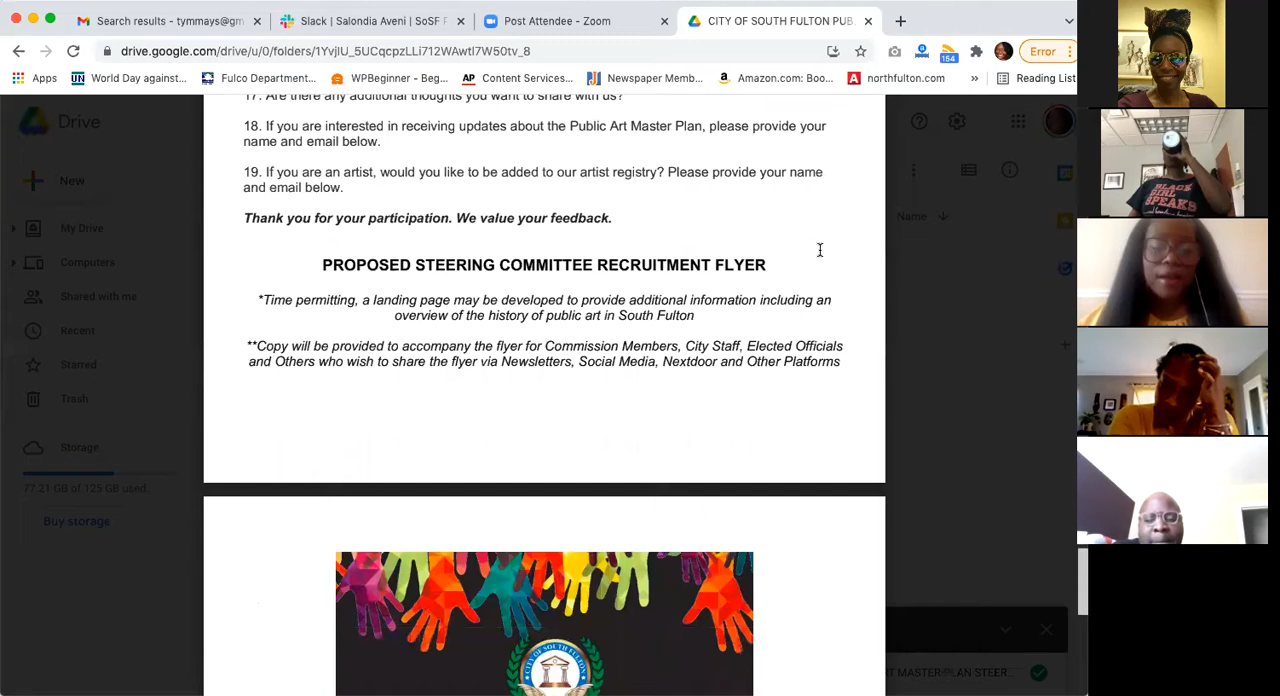 Search results - tymmays@gm
Slack | Salondia Aveni | SoSF F
Post Attendee - Zoom
CITY OF SOUTH FULTON PUB
drive.google.com/drive/u/0/folders/1YvjIU_5UCqcpzLLi712WAwtl7W50tv_8
154
Error
Apps
World Day against...
Fulco Department...
WPBeginner - Beg...
Content Services...
Newspaper Memb...
Amazon.com: Boo...
northfulton.com
»
Reading List
Drive
New
My Drive
Computers
Shared with me
Recent
Starred
Trash
Storage
77.21 GB of 125 GB used
Buy storage
Name
17. Are there any additional thoughts you want to share with us?
18. If you are interested in receiving updates about the Public Art Master Plan, please provide your
name and email below.
19. If you are an artist, would you like to be added to our artist registry? Please provide your name
and email below.
Thank you for your participation. We value your feedback.
PROPOSED STEERING COMMITTEE RECRUITMENT FLYER
*Time permitting, a landing page may be developed to provide additional information including an
overview of the history of public art in South Fulton
**Copy will be provided to accompany the flyer for Commission Members, City Staff, Elected Officials
and Others who wish to share the flyer via Newsletters, Social Media, Nextdoor and Other Platforms
CITY OF SOUTH FULTON
RT MASTER PLAN STEER...
BLACK
GIRL
SPEAKS